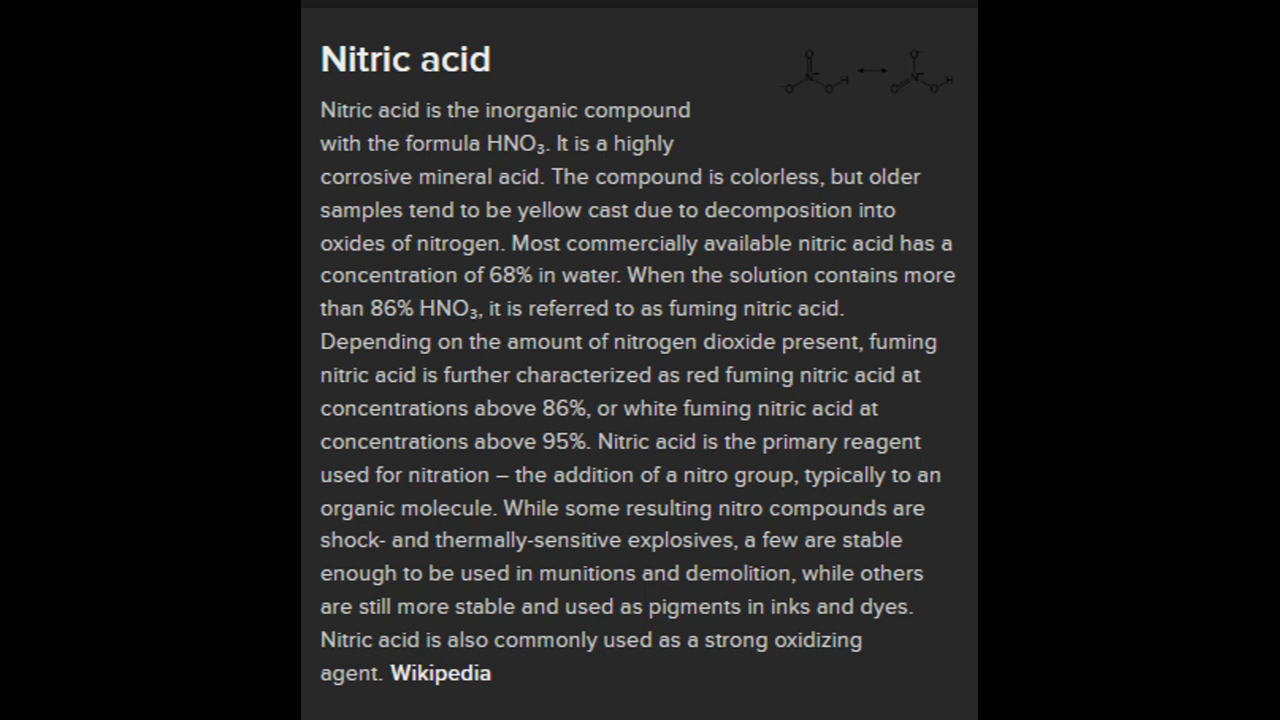 Nitric acid
Nitric acid is the inorganic compound
with the formula HNO₃. It is a highly
corrosive mineral acid. The compound is colorless, but older
samples tend to be yellow cast due to decomposition into
oxides of nitrogen. Most commercially available nitric acid has a
concentration of 68% in water. When the solution contains more
than 86% HNO₃, it is referred to as fuming nitric acid.
Depending on the amount of nitrogen dioxide present, fuming
nitric acid is further characterized as red fuming nitric acid at
concentrations above 86%, or white fuming nitric acid at
concentrations above 95%. Nitric acid is the primary reagent
used for nitration – the addition of a nitro group, typically to an
organic molecule. While some resulting nitro compounds are
shock- and thermally-sensitive explosives, a few are stable
enough to be used in munitions and demolition, while others
are still more stable and used as pigments in inks and dyes.
Nitric acid is also commonly used as a strong oxidizing
agent. Wikipedia